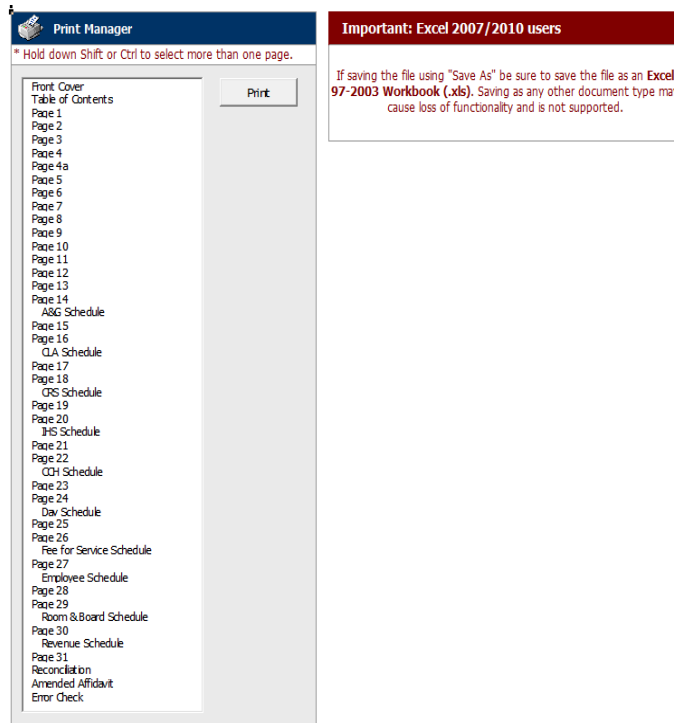 Print Manager
* Hold down Shift or Ctrl to select more than one page.
Front Cover
Table of Contents
Page 1
Page 2
Page 3
Page 4
Page 4a
Page 5
Page 6
Page 7
Page 8
Page 9
Page 10
Page 11
Page 12
Page 13
Page 14
A&G Schedule
Page 15
Page 16
CLA Schedule
Page 17
Page 18
CRS Schedule
Page 19
Page 20
IHS Schedule
Page 21
Page 22
CCH Schedule
Page 23
Page 24
Day Schedule
Page 25
Page 26
Fee for Service Schedule
Page 27
Employee Schedule
Page 28
Page 29
Room & Board Schedule
Page 30
Revenue Schedule
Page 31
Reconciliation
Amended Affidavit
Error Check
Print
Important: Excel 2007/2010 users
If saving the file using "Save As" be sure to save the file as an Excel
97-2003 Workbook (.xls). Saving as any other document type ma
cause loss of functionality and is not supported.